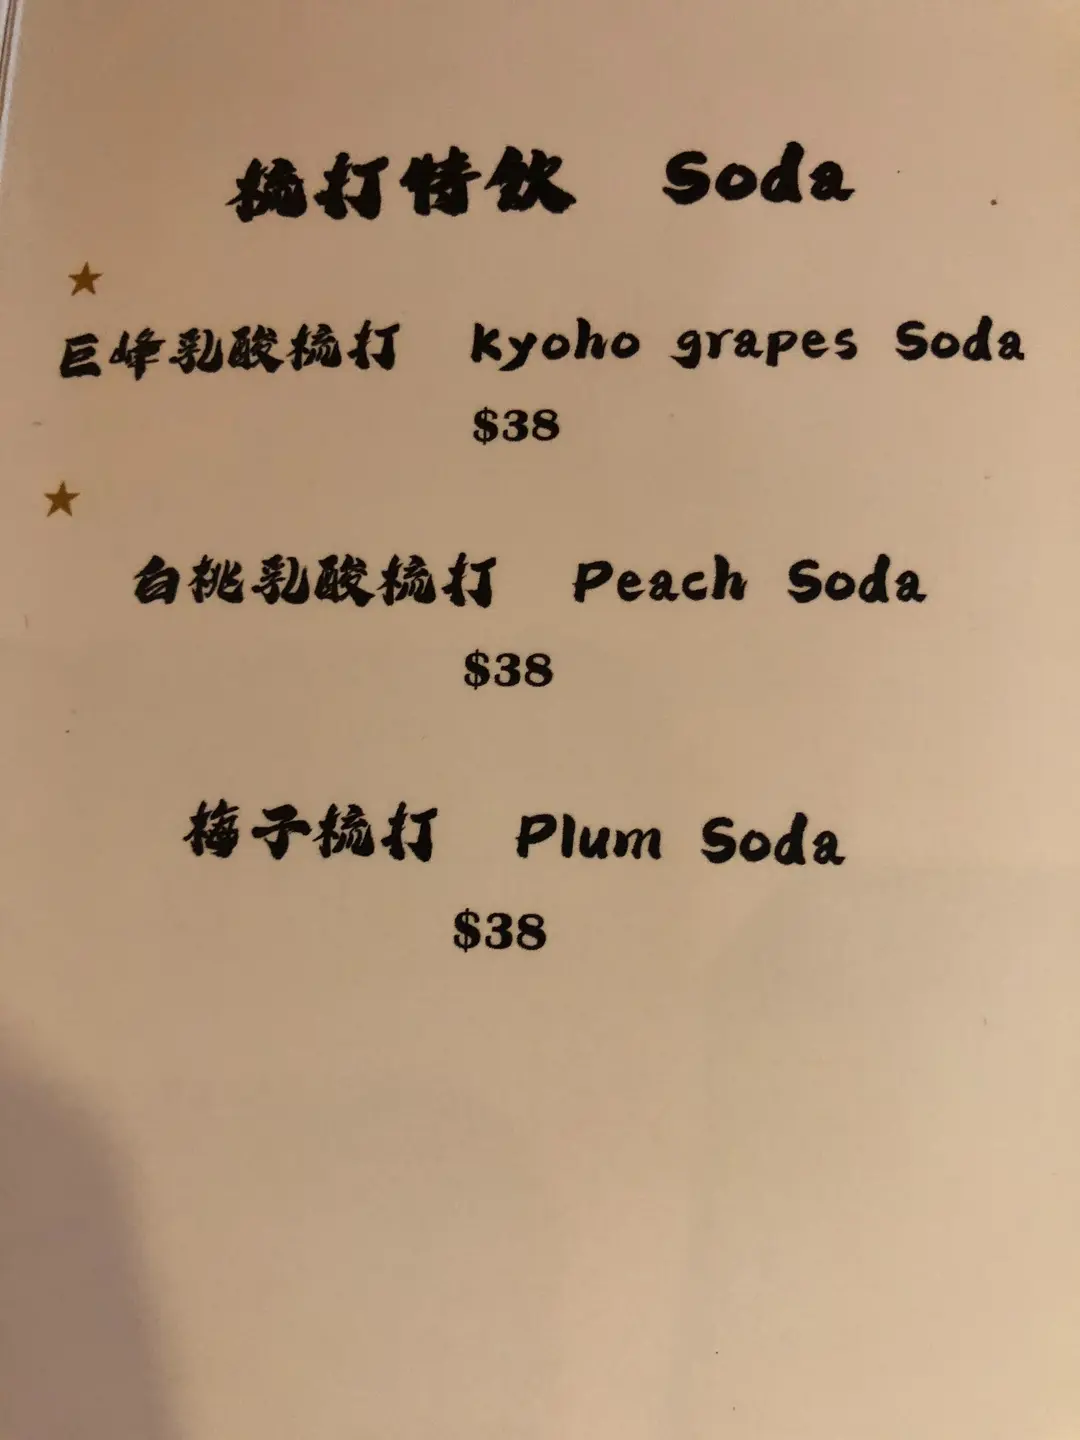 梳打特飲 Soda
巨峰乳酸梳打 Kyoho grapes Soda
$38
白桃乳酸梳打 Peach Soda
$38
梅子梳打 Plum Soda
$38